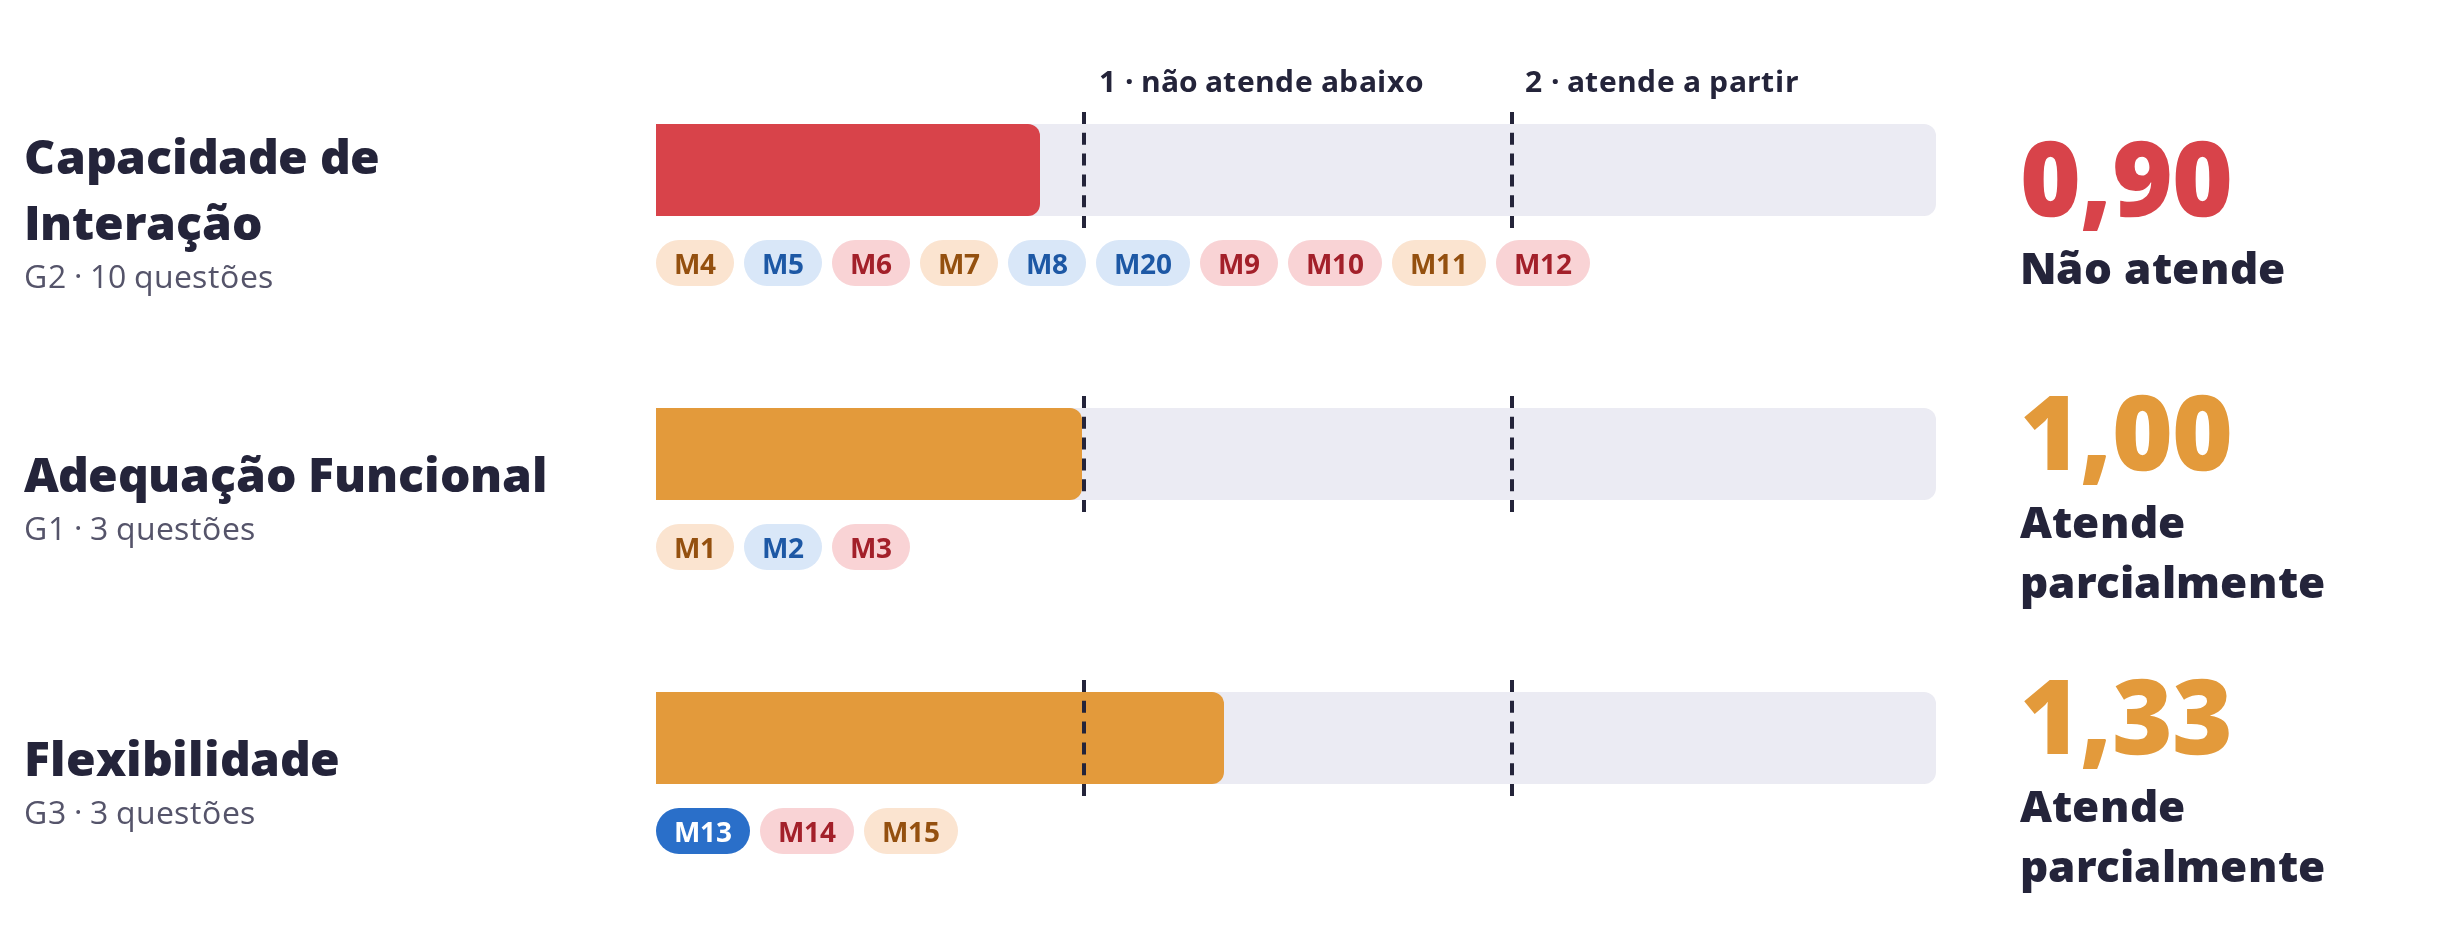 1 · não atende abaixo
2 · atende a partir
Capacidade de
Interação
G2 · 10 questões
M4 M5 M6 M7 M8 M20 M9 M10 M11 M12
0,90
Não atende
Adequação Funcional
G1 · 3 questões
M1 M2 M3
1,00
Atende
parcialmente
Flexibilidade
G3 · 3 questões
M13 M14 M15
1,33
Atende
parcialmente